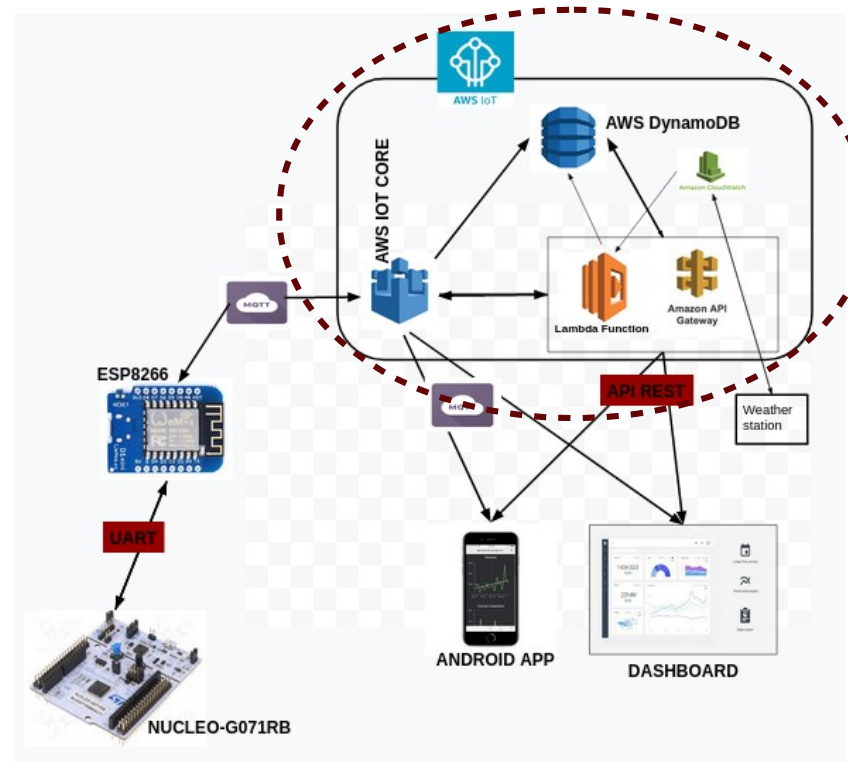 AWS IoT
AWS DynamoDB
AWS IOT CORE
Amazon CloudWatch
MQTT
Lambda Function
Amazon API
Gateway
ESP8266
API REST
Weather
station
UART
NUCLEO-G071RB
ANDROID APP
DASHBOARD